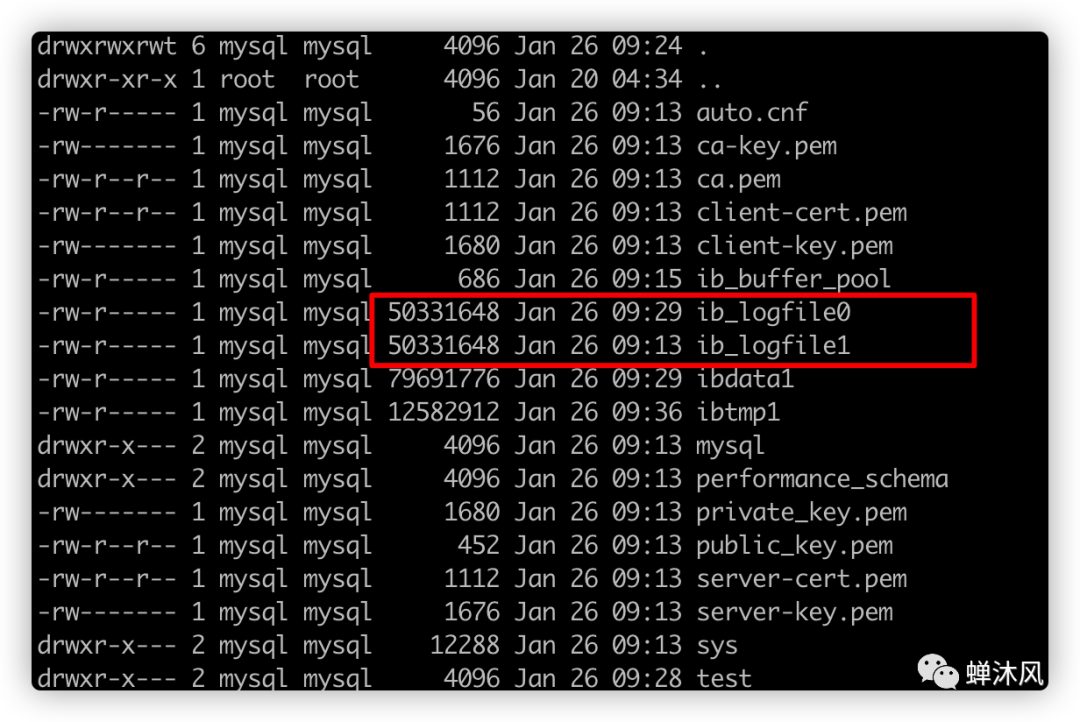 drwxrwxrwt 6 mysql mysql     4096 Jan 26 09:24 .
drwxr-xr-x 1 root  root      4096 Jan 20 04:34 ..
-rw-r----- 1 mysql mysql       56 Jan 26 09:13 auto.cnf
-rw------- 1 mysql mysql     1676 Jan 26 09:13 ca-key.pem
-rw-r--r-- 1 mysql mysql     1112 Jan 26 09:13 ca.pem
-rw-r--r-- 1 mysql mysql     1112 Jan 26 09:13 client-cert.pem
-rw------- 1 mysql mysql     1680 Jan 26 09:13 client-key.pem
-rw-r----- 1 mysql mysql      686 Jan 26 09:15 ib_buffer_pool
-rw-r----- 1 mysql mysql 50331648 Jan 26 09:29 ib_logfile0
-rw-r----- 1 mysql mysql 50331648 Jan 26 09:13 ib_logfile1
-rw-r----- 1 mysql mysql 79691776 Jan 26 09:29 ibdata1
-rw-r----- 1 mysql mysql 12582912 Jan 26 09:36 ibtmp1
drwxr-x--- 2 mysql mysql     4096 Jan 26 09:13 mysql
drwxr-x--- 2 mysql mysql     4096 Jan 26 09:13 performance_schema
-rw------- 1 mysql mysql     1680 Jan 26 09:13 private_key.pem
-rw-r--r-- 1 mysql mysql      452 Jan 26 09:13 public_key.pem
-rw-r--r-- 1 mysql mysql     1112 Jan 26 09:13 server-cert.pem
-rw------- 1 mysql mysql     1676 Jan 26 09:13 server-key.pem
drwxr-x--- 2 mysql mysql    12288 Jan 26 09:13 sys
drwxr-x--- 2 mysql mysql     4096 Jan 26 09:28 test
蝉沐风